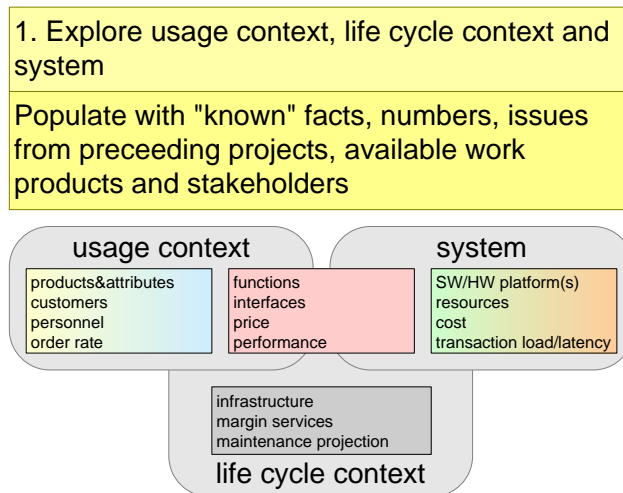 1. Explore usage context, life cycle context and
system
Populate with "known" facts, numbers, issues
from preceeding projects, available work
products and stakeholders
usage context
system
products&attributes
customers
personnel
order rate
functions
interfaces
price
performance
SW/HW platform(s)
resources
cost
transaction load/latency
infrastructure
margin services
maintenance projection
life cycle context